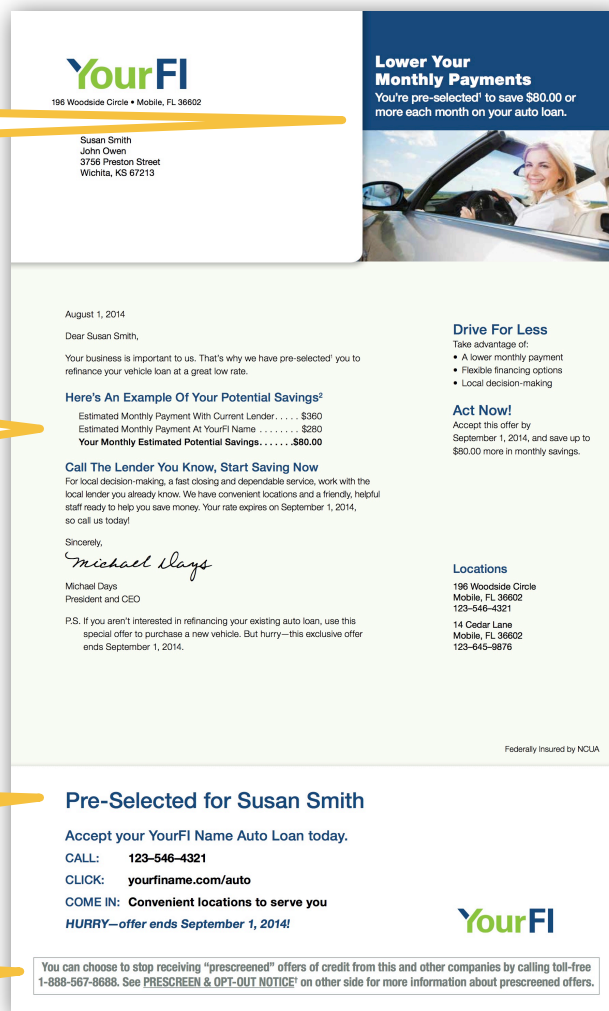 YourFI
196 Woodside Circle • Mobile, FL 36602
Susan Smith
John Owen
3756 Preston Street
Wichita, KS 67213
Lower Your
Monthly Payments
You're pre-selected¹ to save $80.00 or
more each month on your auto loan.
August 1, 2014
Dear Susan Smith,
Your business is important to us. That's why we have pre-selected¹ you to
refinance your vehicle loan at a great low rate.
Here's An Example Of Your Potential Savings²
Estimated Monthly Payment With Current Lender. . . . . $360
Estimated Monthly Payment At YourFI Name . . . . . . . . $280
Your Monthly Estimated Potential Savings. . . . . . .$80.00
Call The Lender You Know, Start Saving Now
For local decision-making, a fast closing and dependable service, work with the
local lender you already know. We have convenient locations and a friendly, helpful
staff ready to help you save money. Your rate expires on September 1, 2014,
so call us today!
Sincerely,
Michael Days
Michael Days
President and CEO
P.S. If you aren't interested in refinancing your existing auto loan, use this
special offer to purchase a new vehicle. But hurry—this exclusive offer
ends September 1, 2014.
Drive For Less
Take advantage of:
• A lower monthly payment
• Flexible financing options
• Local decision-making
Act Now!
Accept this offer by
September 1, 2014, and save up to
$80.00 more in monthly savings.
Locations
196 Woodside Circle
Mobile, FL 36602
123–546–4321
14 Cedar Lane
Mobile, FL 36602
123–645–9876
Federally Insured by NCUA
Pre-Selected for Susan Smith
Accept your YourFI Name Auto Loan today.
CALL: 123–546–4321
CLICK: yourfiname.com/auto
COME IN: Convenient locations to serve you
HURRY—offer ends September 1, 2014!
YourFI
You can choose to stop receiving "prescreened" offers of credit from this and other companies by calling toll-free
1-888-567-8688. See PRESCREEN & OPT-OUT NOTICE† on other side for more information about prescreened offers.